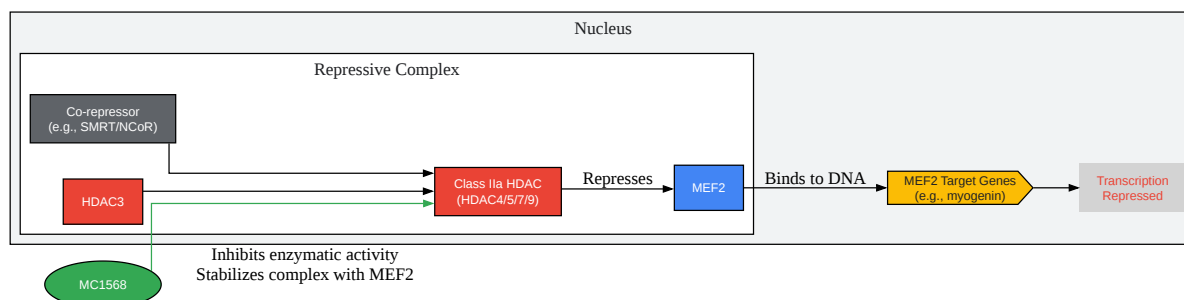 Nucleus
Repressive Complex
Co-repressor
(e.g., SMRT/NCoR)
HDAC3
Class IIa HDAC
(HDAC4/5/7/9)
Represses
MEF2
Binds to DNA
MEF2 Target Genes
(e.g., myogenin)
Transcription
Repressed
Inhibits enzymatic activity
Stabilizes complex with MEF2
MC1568